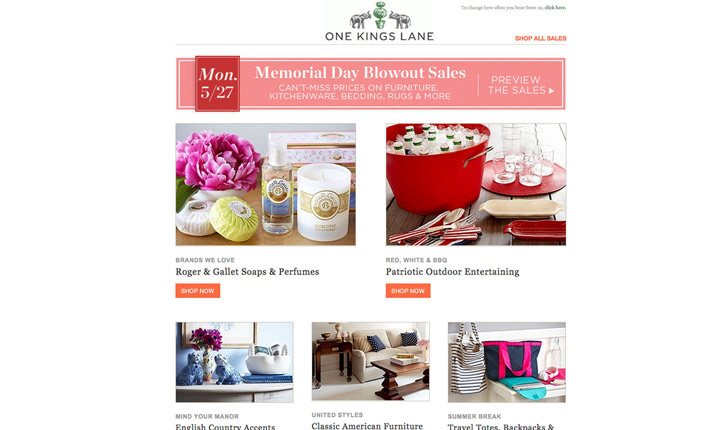 To change how often you hear from us, click here.
ONE KINGS LANE
SHOP ALL SALES
Mon.
5/27
Memorial Day Blowout Sales
CAN'T-MISS PRICES ON FURNITURE,
KITCHENWARE, BEDDING, RUGS & MORE
PREVIEW
THE SALES ▶
BRANDS WE LOVE
Roger & Gallet Soaps & Perfumes
SHOP NOW
RED, WHITE & BBQ
Patriotic Outdoor Entertaining
SHOP NOW
MIND YOUR MANOR
English Country Accents
UNITED STYLES
Classic American Furniture
SUMMER BREAK
Travel Totes, Backpacks &